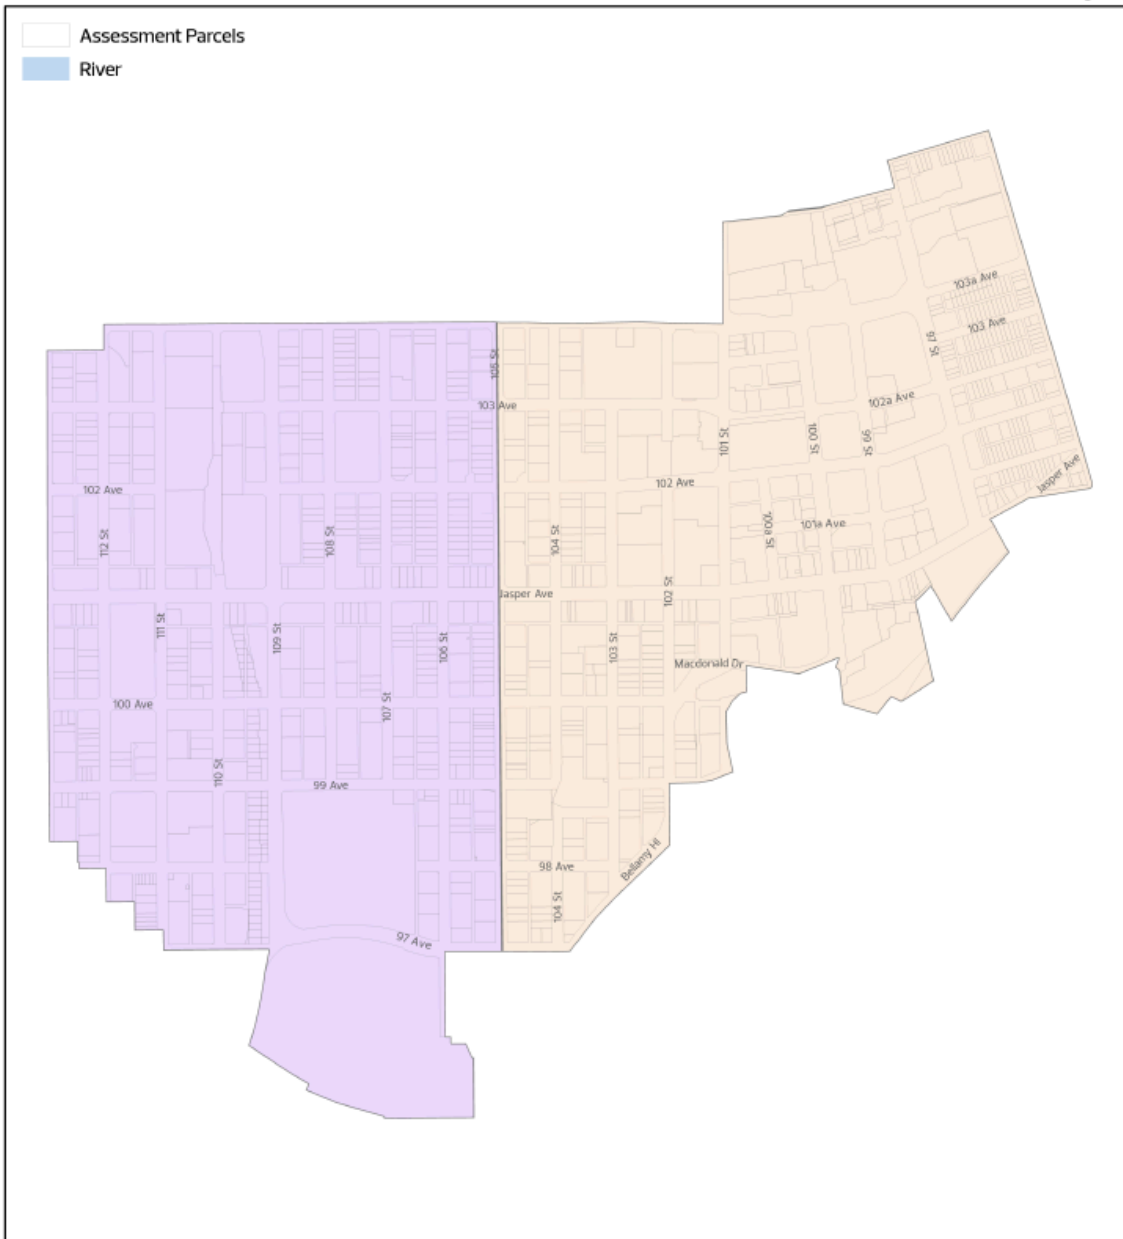 Assessment Parcels
River
103a Ave
103 Ave
97 St
105 St
102a Ave
103 Ave
101 St
100 St
99 St
Jasper Ave
102 Ave
102 Ave
101a Ave
100a St
112 St
108 St
104 St
Jasper Ave
102 St
111 St
109 St
106 St
103 St
Macdonald Dr
100 Ave
107 St
110 St
99 Ave
98 Ave
Bellamy Hl
104 St
97 Ave